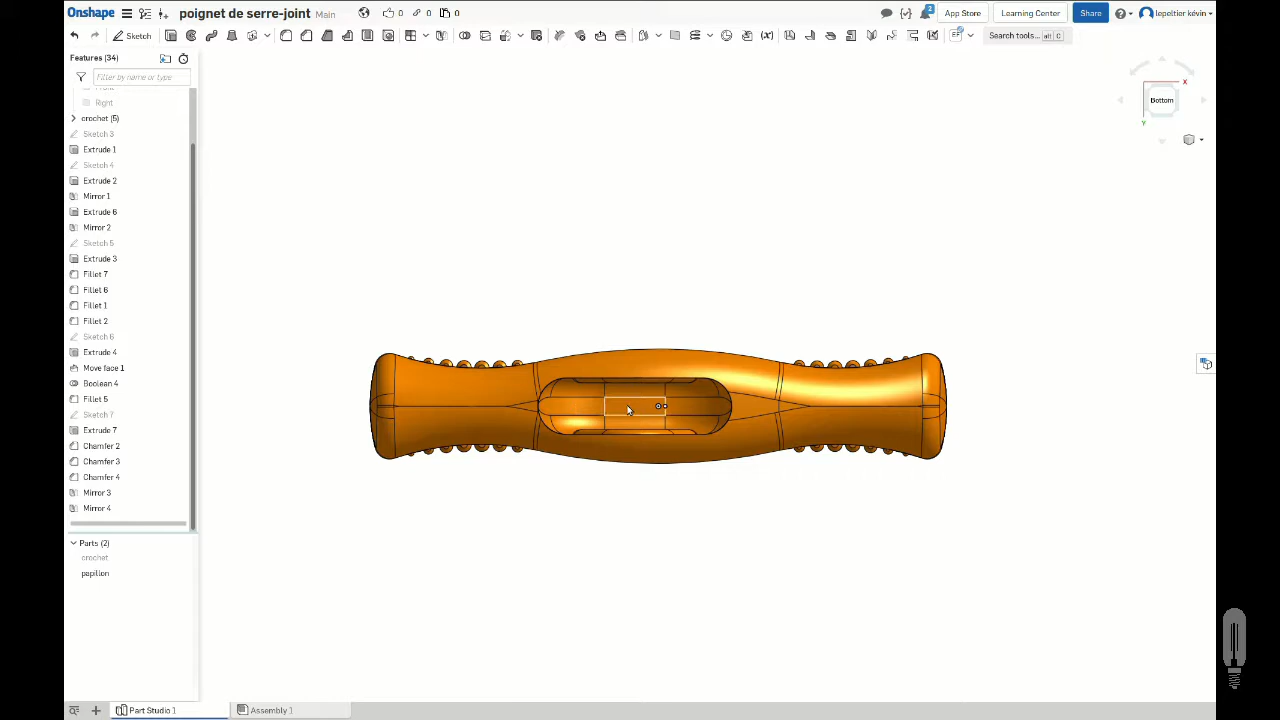 Onshape
poignet de serre-joint Main
0
0
0
2
App Store
Learning Center
Share
lepeltier kévin
Sketch
Search tools... alt C
Features (34)
Filter by name or type
Right
crochet (5)
Sketch 3
Extrude 1
Sketch 4
Extrude 2
Mirror 1
Extrude 6
Mirror 2
Sketch 5
Extrude 3
Fillet 7
Fillet 6
Fillet 1
Fillet 2
Sketch 6
Extrude 4
Move face 1
Boolean 4
Fillet 5
Sketch 7
Extrude 7
Chamfer 2
Chamfer 3
Chamfer 4
Mirror 3
Mirror 4
Parts (2)
crochet
papillon
X
Bottom
Y
Part Studio 1
Assembly 1